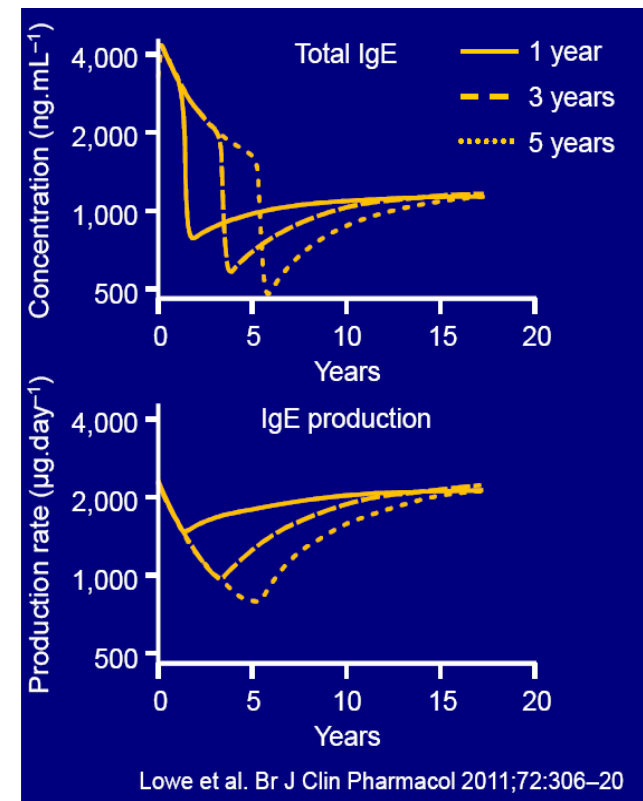 Total IgE
1 year
3 years
5 years
Concentration (ng.mL⁻¹)
4,000
2,000
1,000
500
0 5 10 15 20
Years
IgE production
Production rate (µg.day⁻¹)
4,000
2,000
1,000
500
0 5 10 15 20
Years
Lowe et al. Br J Clin Pharmacol 2011;72:306–20